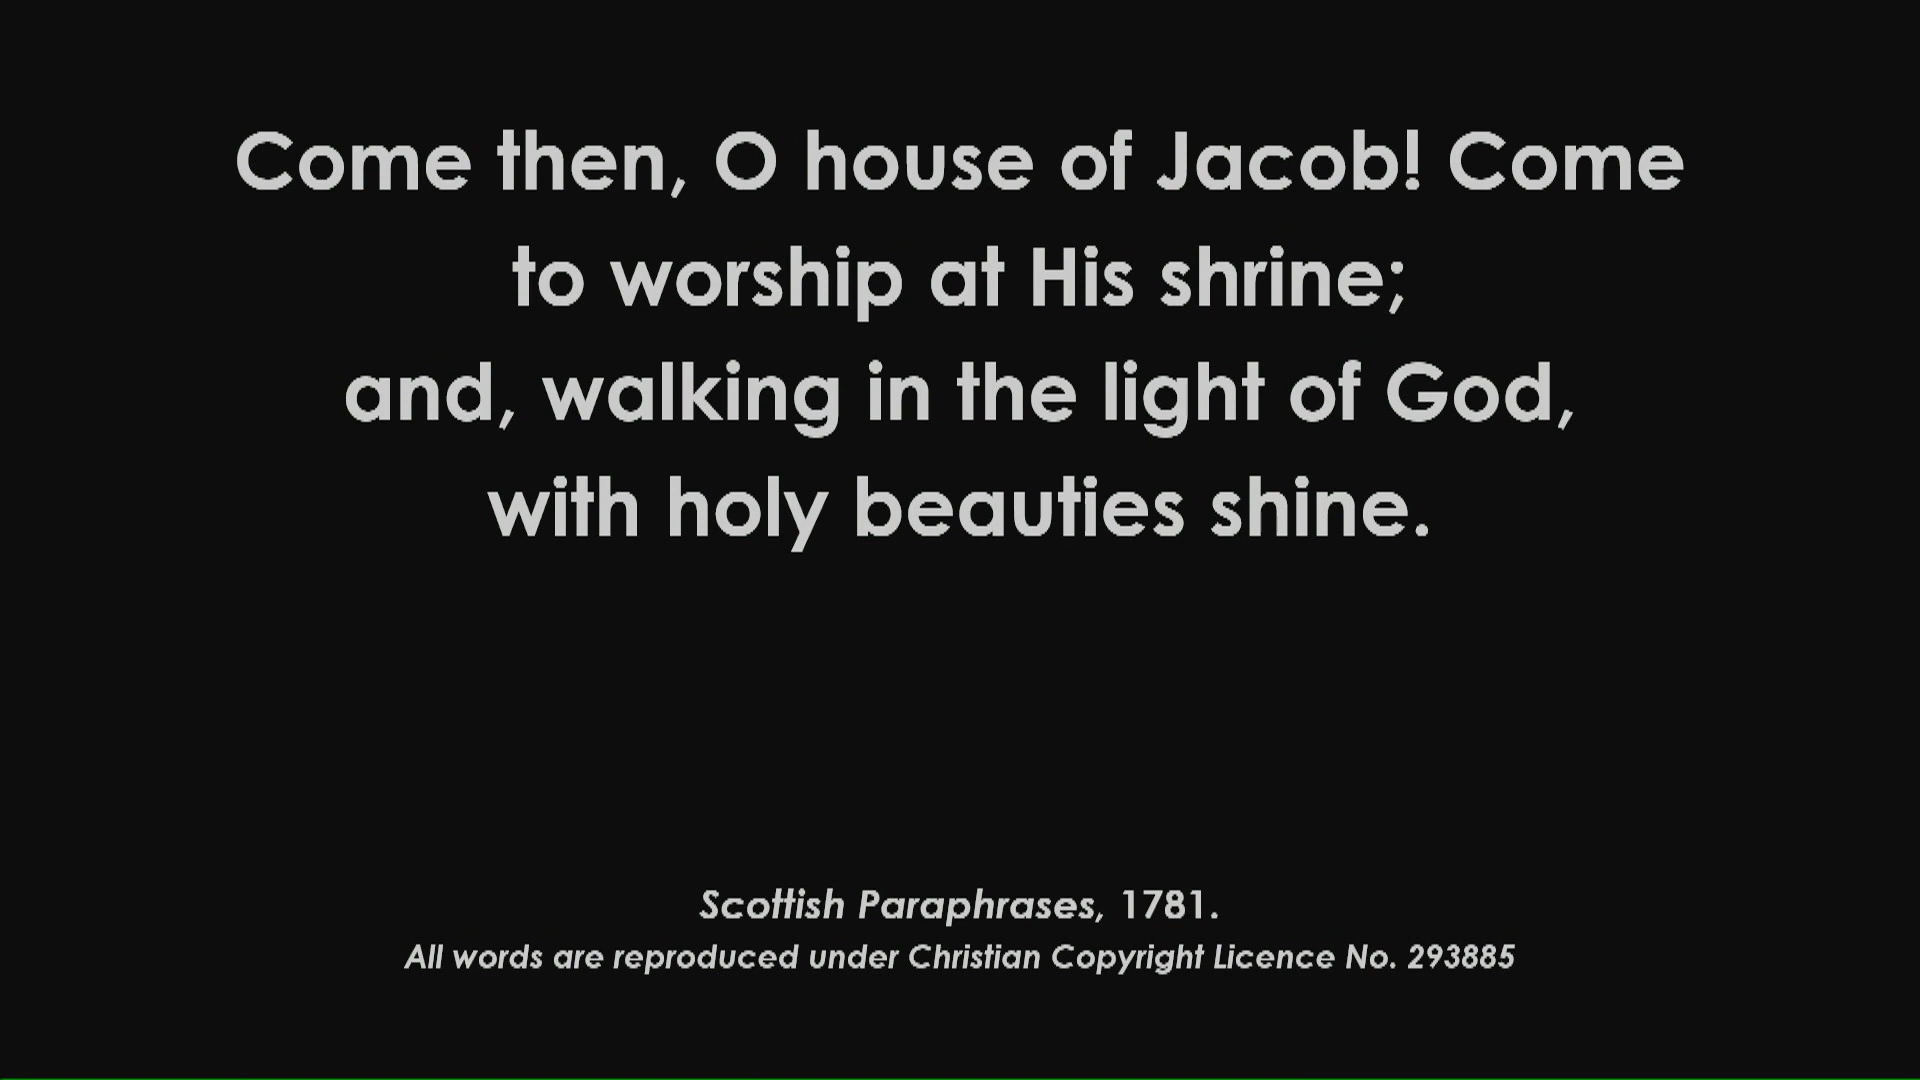 Come then, O house of Jacob! Come
to worship at His shrine;
and, walking in the light of God,
with holy beauties shine.
Scottish Paraphrases, 1781.
All words are reproduced under Christian Copyright Licence No. 293885